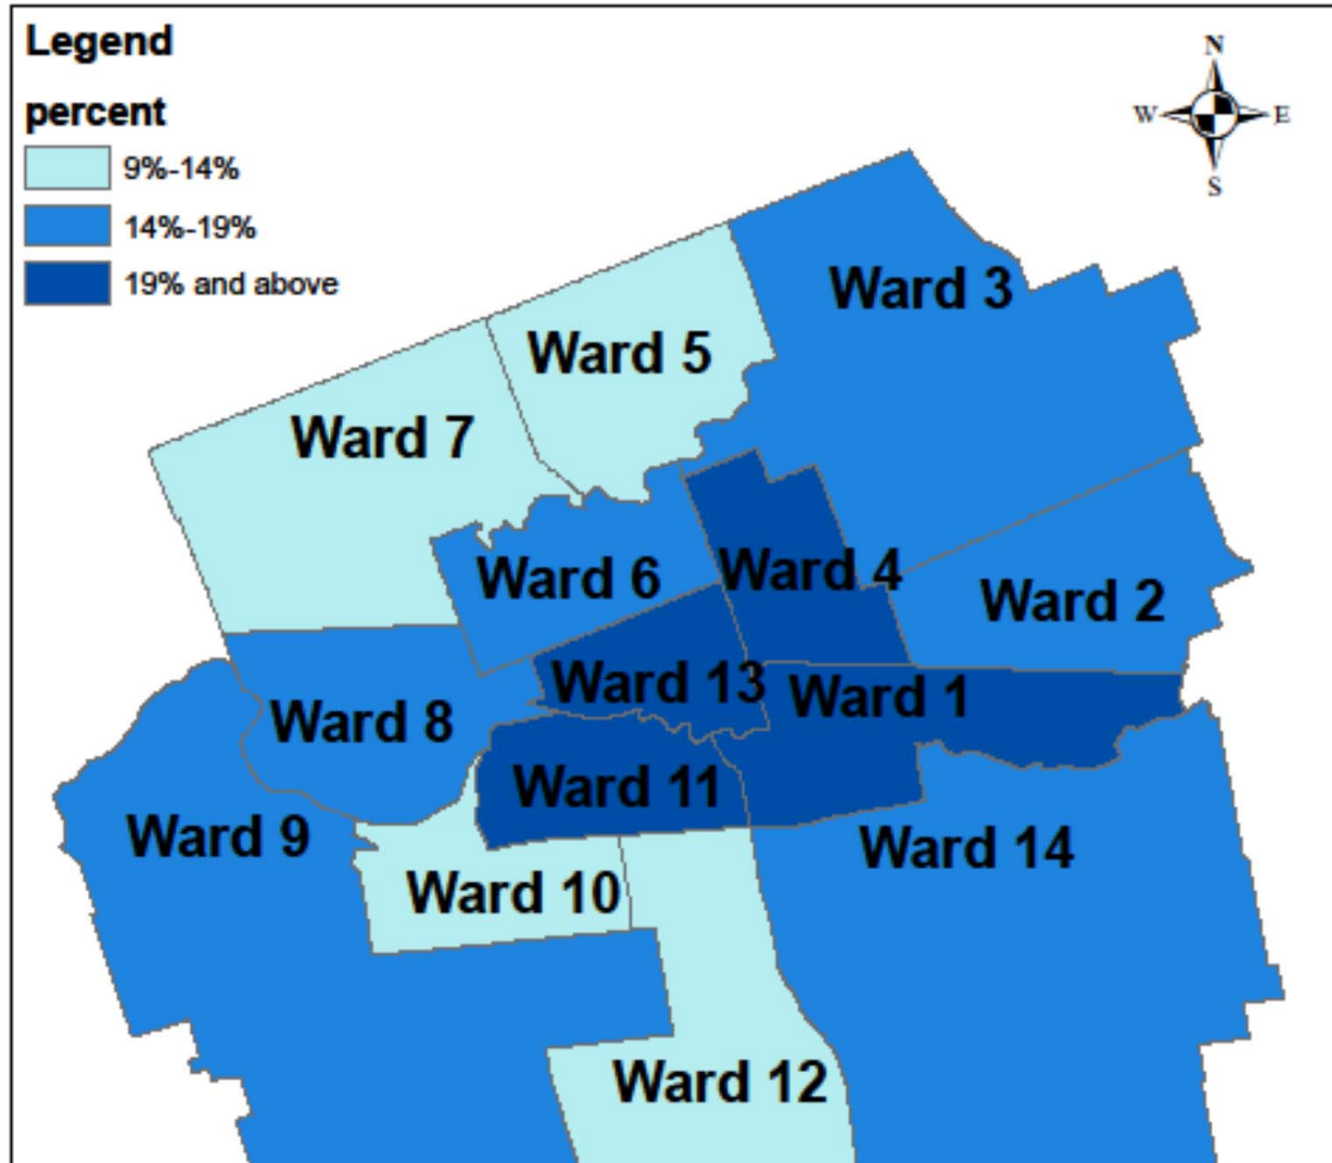 Legend
percent
9%-14%
14%-19%
19% and above
N
W E
S
Ward 3
Ward 5
Ward 7
Ward 4
Ward 6
Ward 2
Ward 13
Ward 1
Ward 8
Ward 11
Ward 9
Ward 14
Ward 10
Ward 12